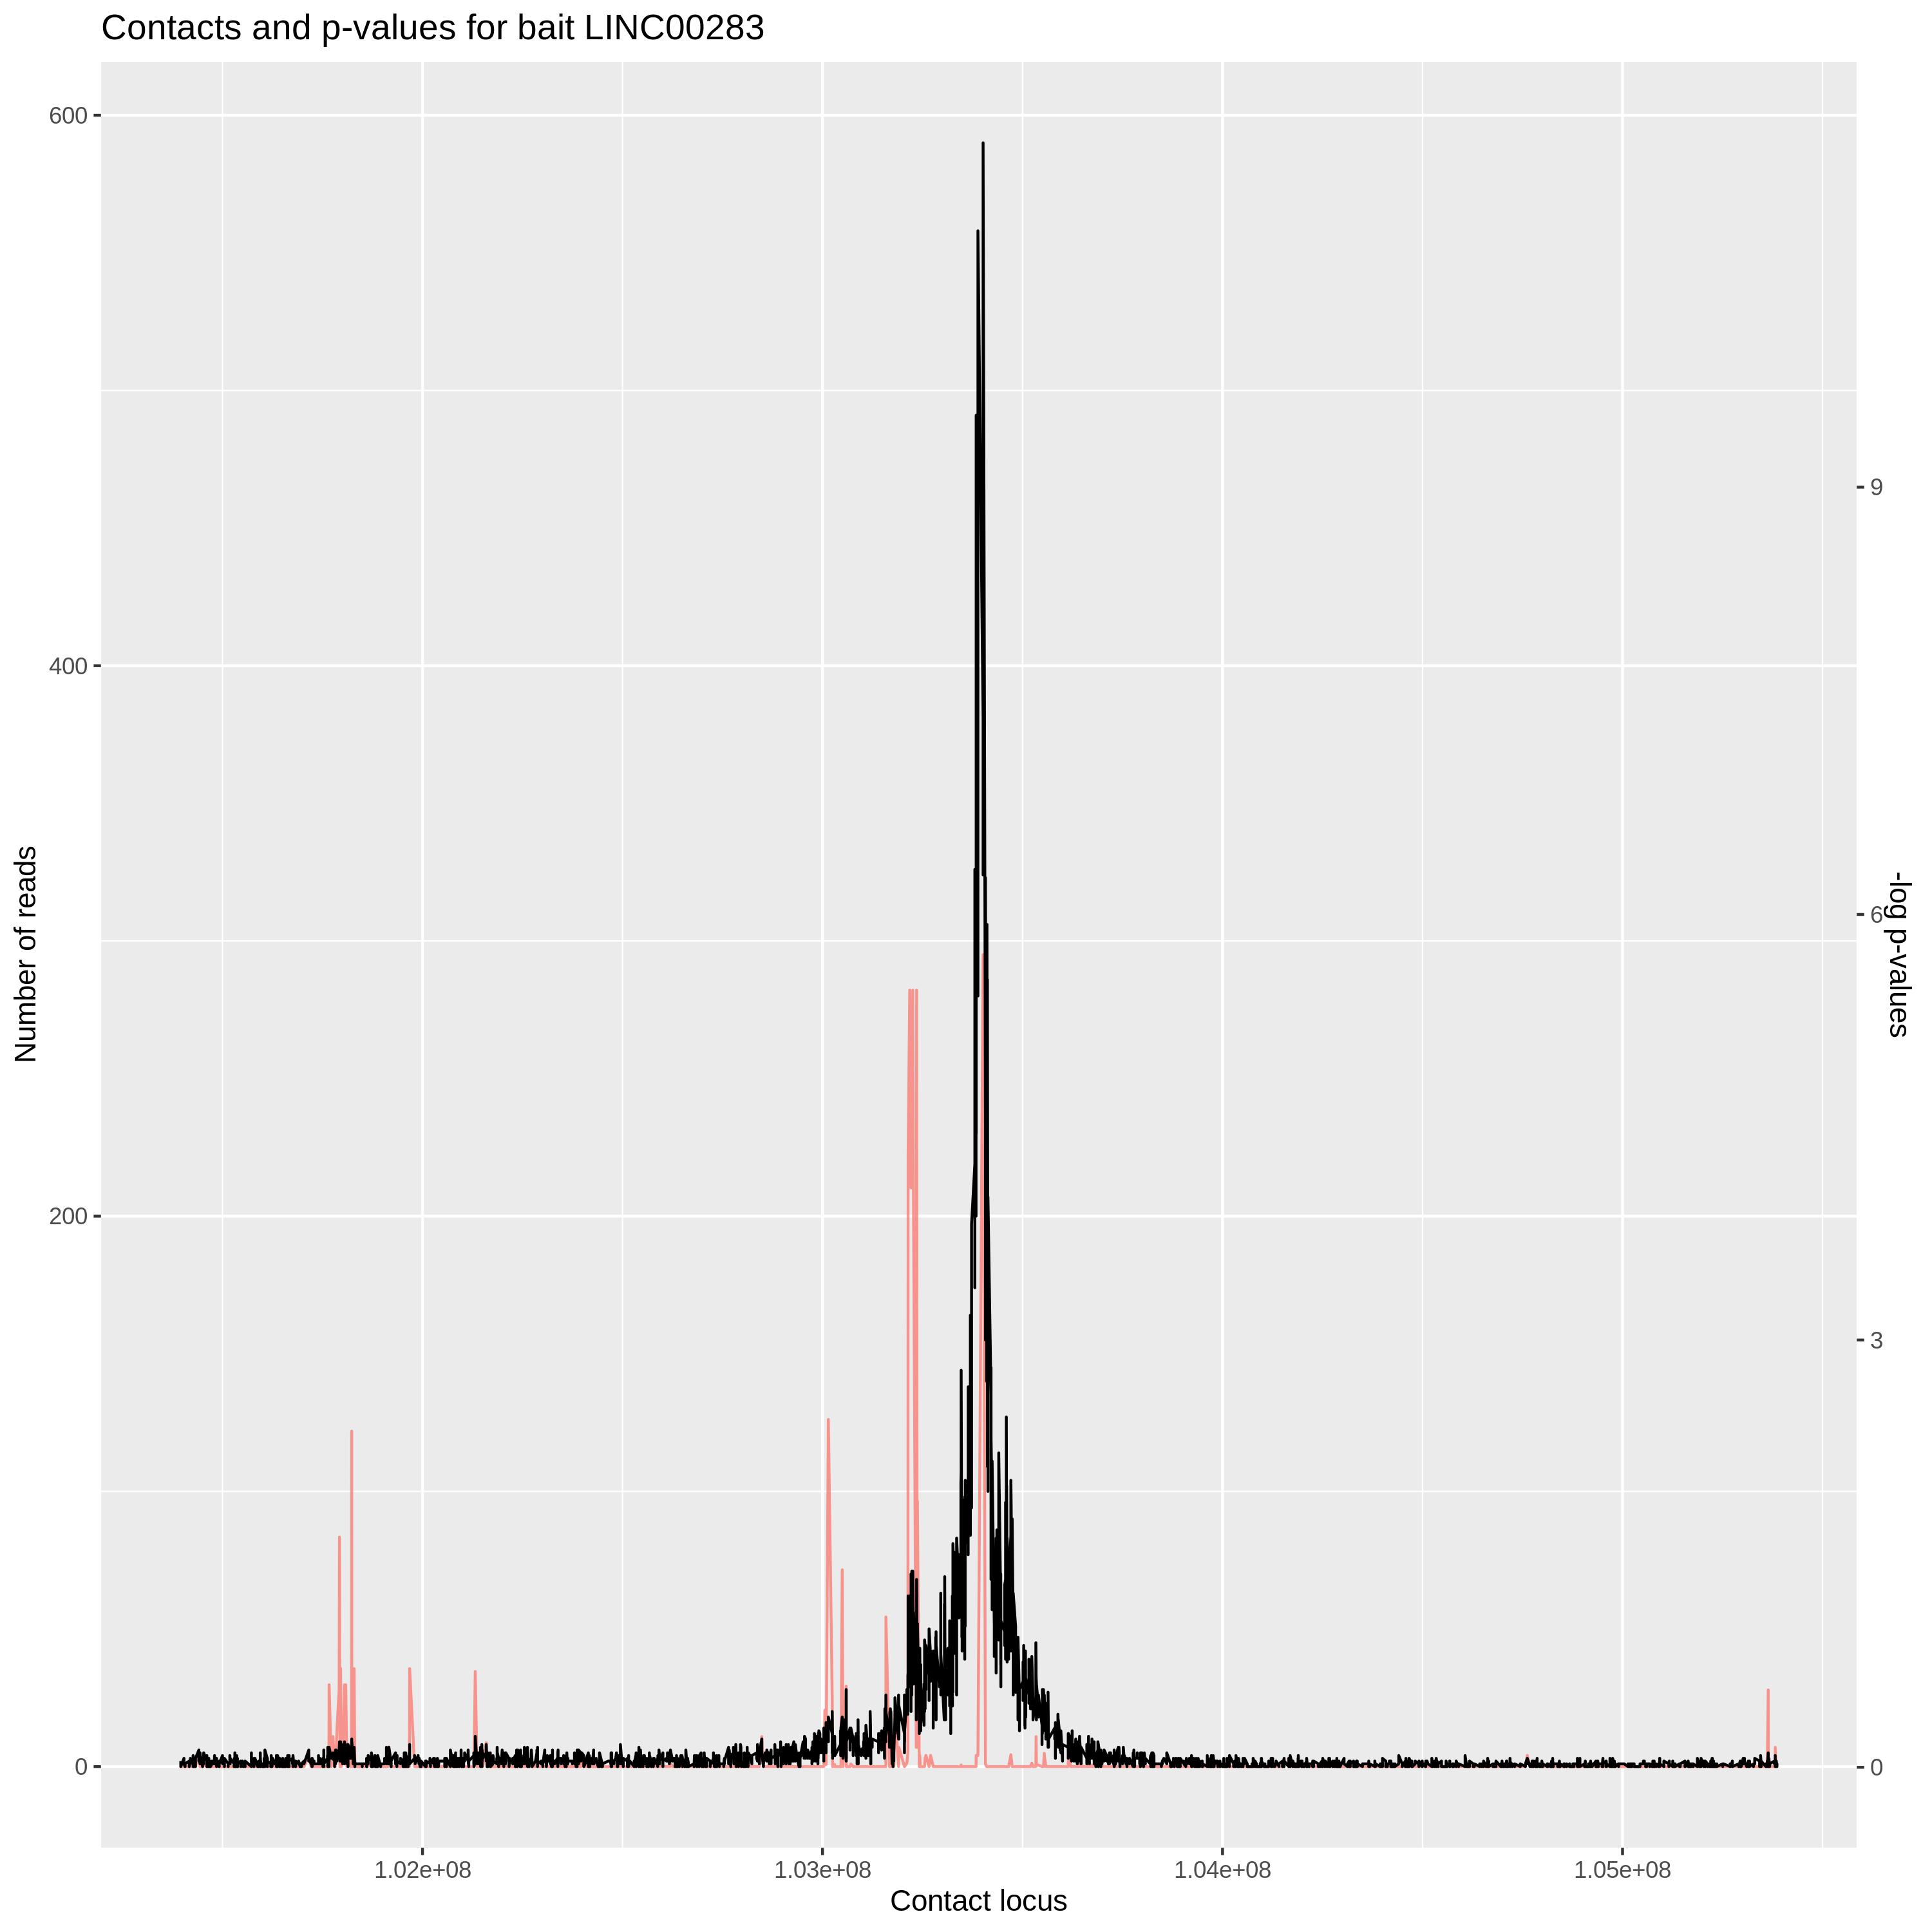 Contacts and p-values for bait LINC00283
600
400
200
0
Number of reads
9
6
3
0
-log p-values
1.02e+08
1.03e+08
1.04e+08
1.05e+08
Contact locus